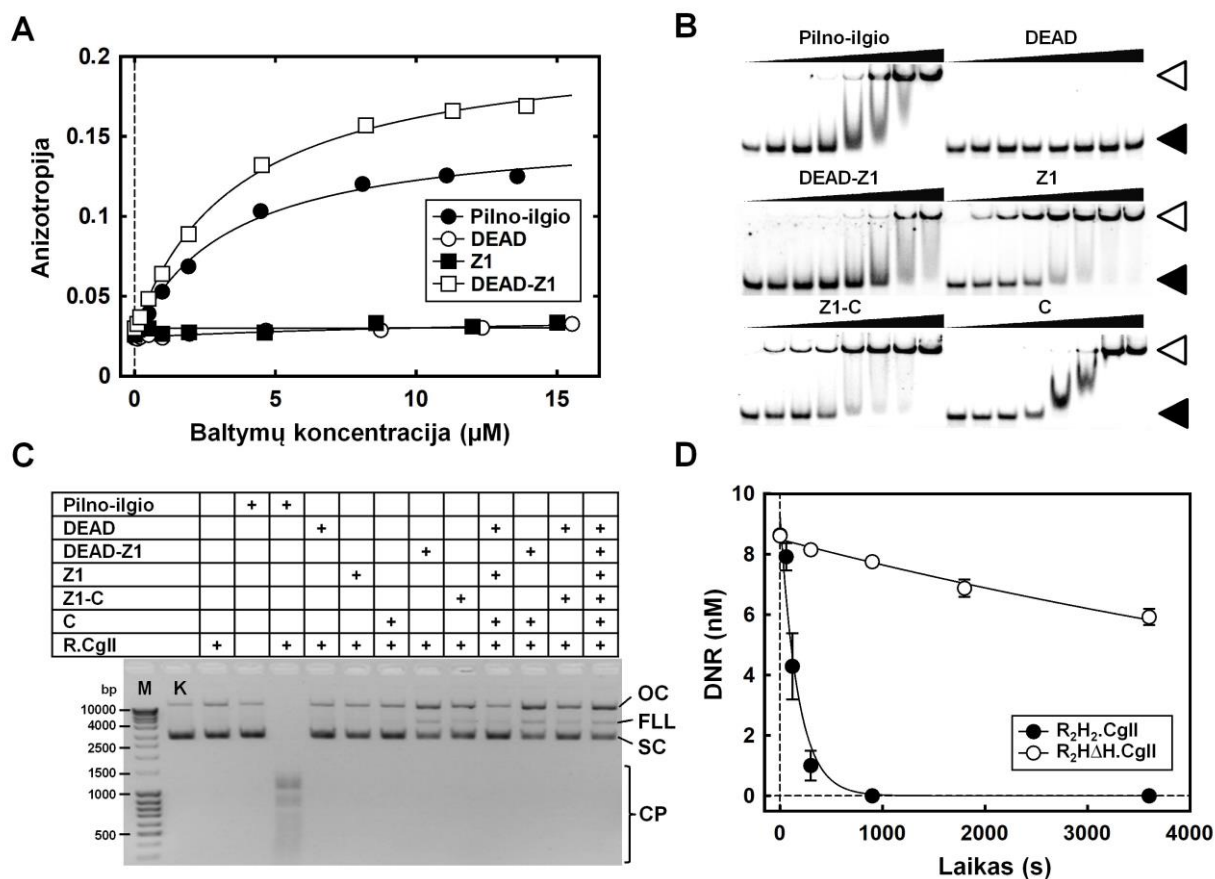 A
Anizotropija
0.2
0.15
0.1
0.05
0
0 5 10 15
Baltymų koncentracija (µM)
Pilno-ilgio
DEAD
Z1
DEAD-Z1
B
Pilno-ilgio DEAD
DEAD-Z1 Z1
Z1-C C
C
Pilno-ilgio + +
DEAD + + + +
DEAD-Z1 + + +
Z1 + + +
Z1-C + + +
C + + + +
R.CgII + + + + + + + + + + + +
bp M K
10000
4000
2500
1500
1000
500
OC
FLL
SC
CP
D
DNR (nM)
10
8
6
4
2
0
0 1000 2000 3000 4000
Laikas (s)
R₂H₂.CgII
R₂HΔH.CgII